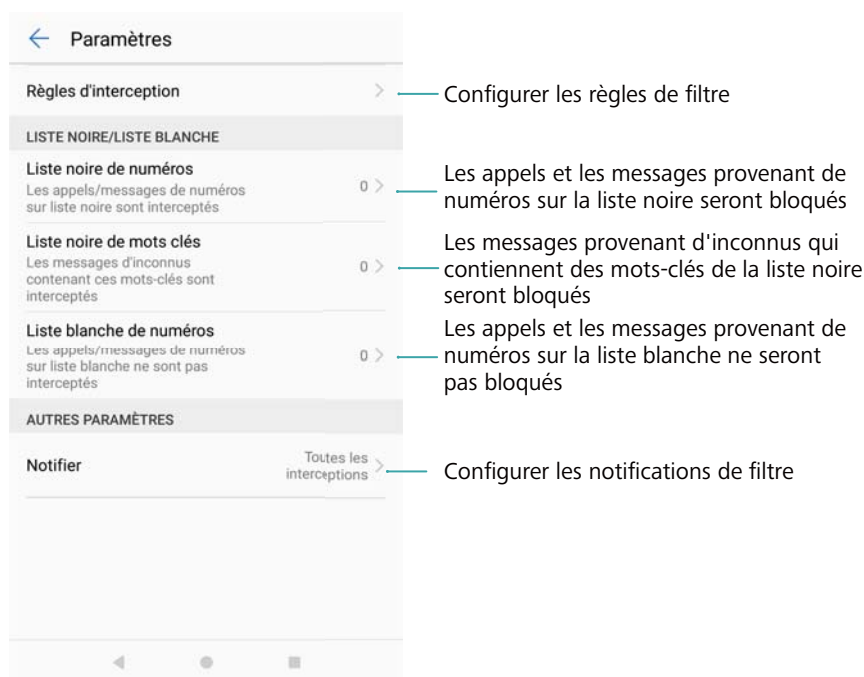 Paramètres
Règles d'interception
Configurer les règles de filtre
LISTE NOIRE/LISTE BLANCHE
Liste noire de numéros
Les appels/messages de numéros
sur liste noire sont interceptés
0
Les appels et les messages provenant de
numéros sur la liste noire seront bloqués
Liste noire de mots clés
Les messages d'inconnus
contenant ces mots-clés sont
interceptés
0
Les messages provenant d'inconnus qui
contiennent des mots-clés de la liste noire
seront bloqués
Liste blanche de numéros
Les appels/messages de numéros
sur liste blanche ne sont pas
interceptés
0
Les appels et les messages provenant de
numéros sur la liste blanche ne seront
pas bloqués
AUTRES PARAMÈTRES
Notifier
Toutes les
interceptions
Configurer les notifications de filtre